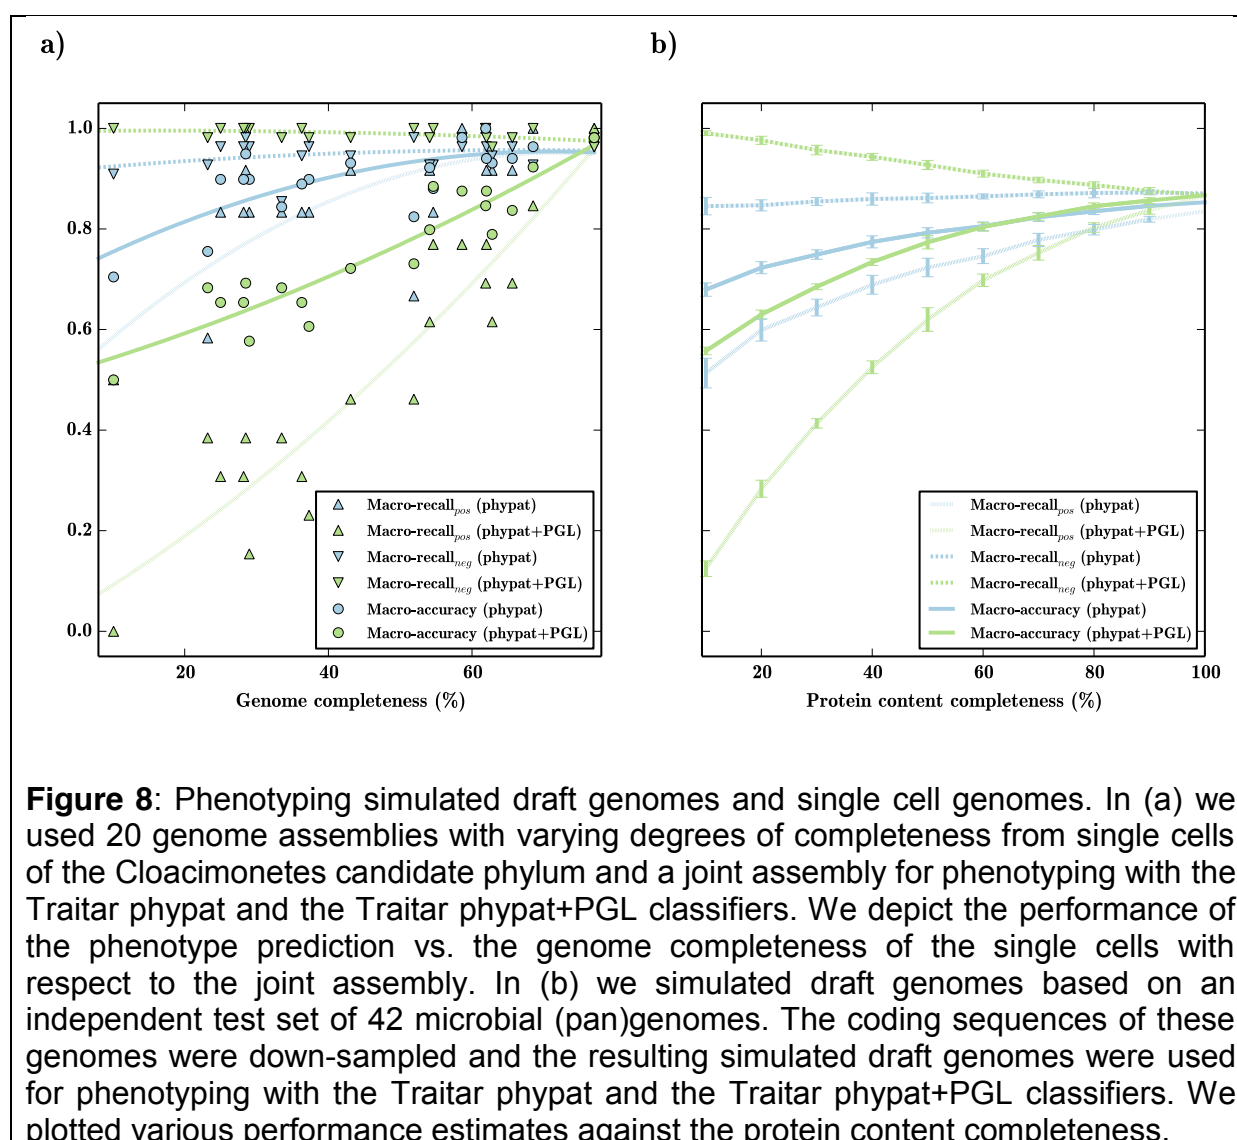 a)
b)
1.0
0.8
0.6
0.4
0.2
0.0
20
40
60
Genome completeness (%)
Macro-recallpos (phypat)
Macro-recallpos (phypat+PGL)
Macro-recallneg (phypat)
Macro-recallneg (phypat+PGL)
Macro-accuracy (phypat)
Macro-accuracy (phypat+PGL)
20
40
60
80
100
Protein content completeness (%)
Macro-recallpos (phypat)
Macro-recallpos (phypat+PGL)
Macro-recallneg (phypat)
Macro-recallneg (phypat+PGL)
Macro-accuracy (phypat)
Macro-accuracy (phypat+PGL)
Figure 8: Phenotyping simulated draft genomes and single cell genomes. In (a) we
used 20 genome assemblies with varying degrees of completeness from single cells
of the Cloacimonetes candidate phylum and a joint assembly for phenotyping with the
Traitar phypat and the Traitar phypat+PGL classifiers. We depict the performance of
the phenotype prediction vs. the genome completeness of the single cells with
respect to the joint assembly. In (b) we simulated draft genomes based on an
independent test set of 42 microbial (pan)genomes. The coding sequences of these
genomes were down-sampled and the resulting simulated draft genomes were used
for phenotyping with the Traitar phypat and the Traitar phypat+PGL classifiers. We
plotted various performance estimates against the protein content completeness.